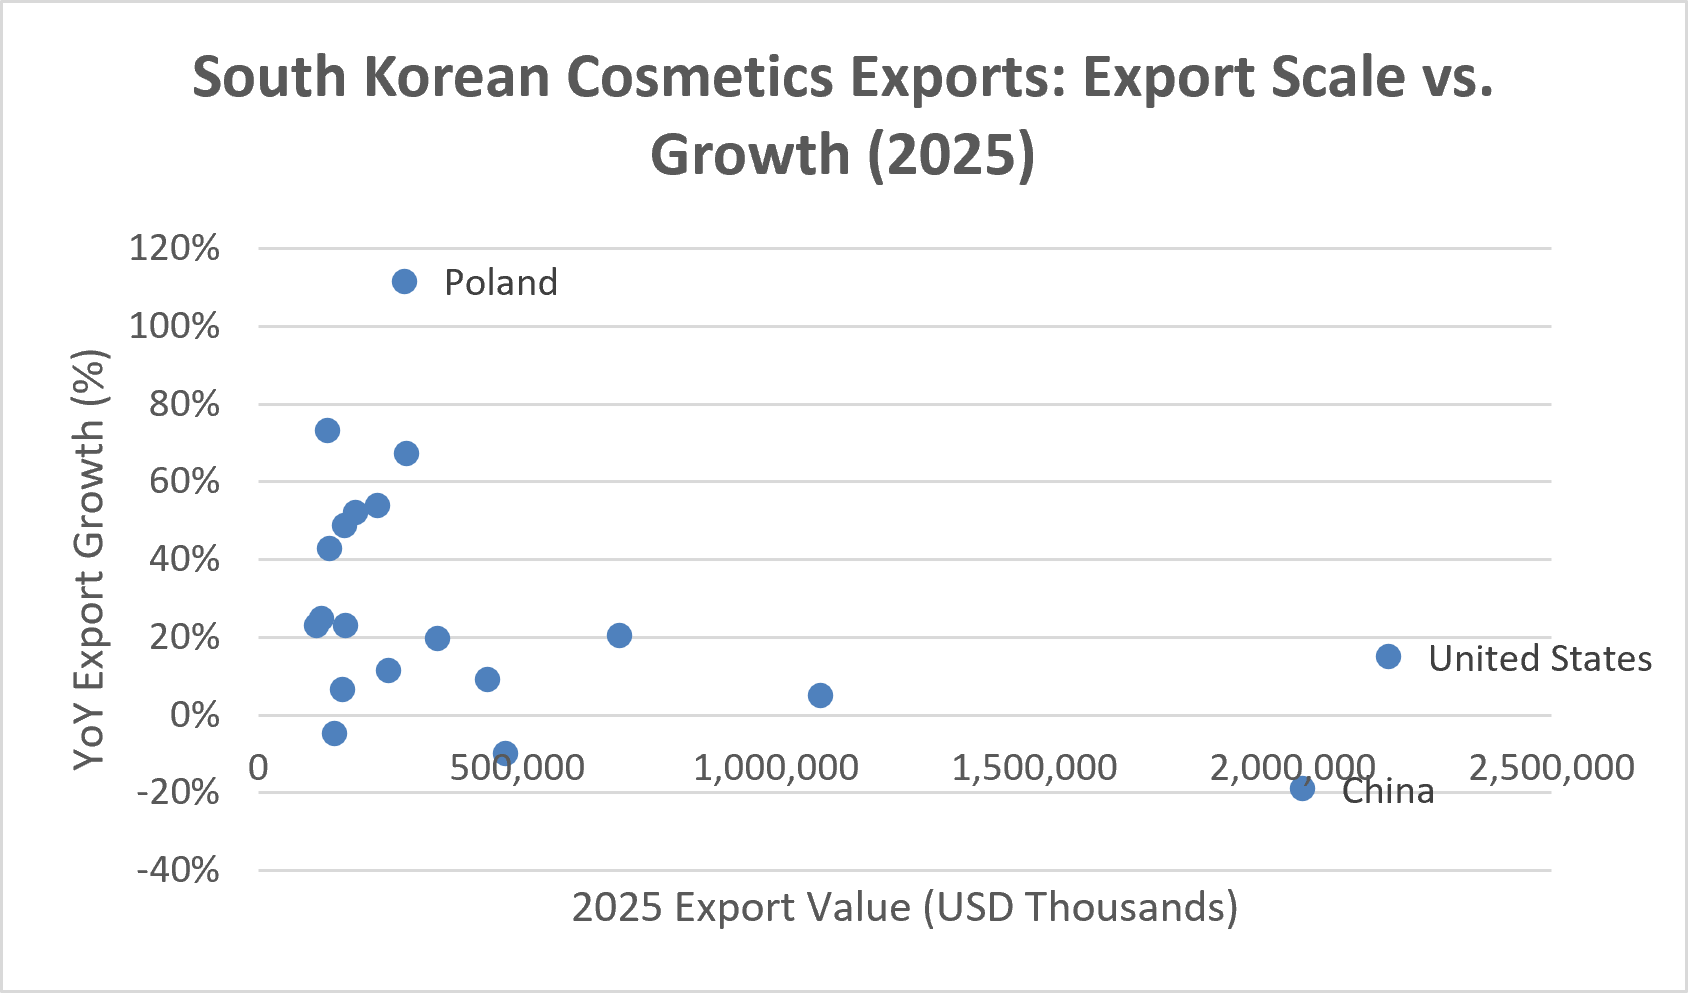 South Korean Cosmetics Exports: Export Scale vs.
Growth (2025)
120%
Poland
100%
80%
60%
40%
20%
United States
0%
0 500,000 1,000,000 1,500,000 2,000,000 2,500,000
-20%
China
-40%
YoY Export Growth (%)
2025 Export Value (USD Thousands)